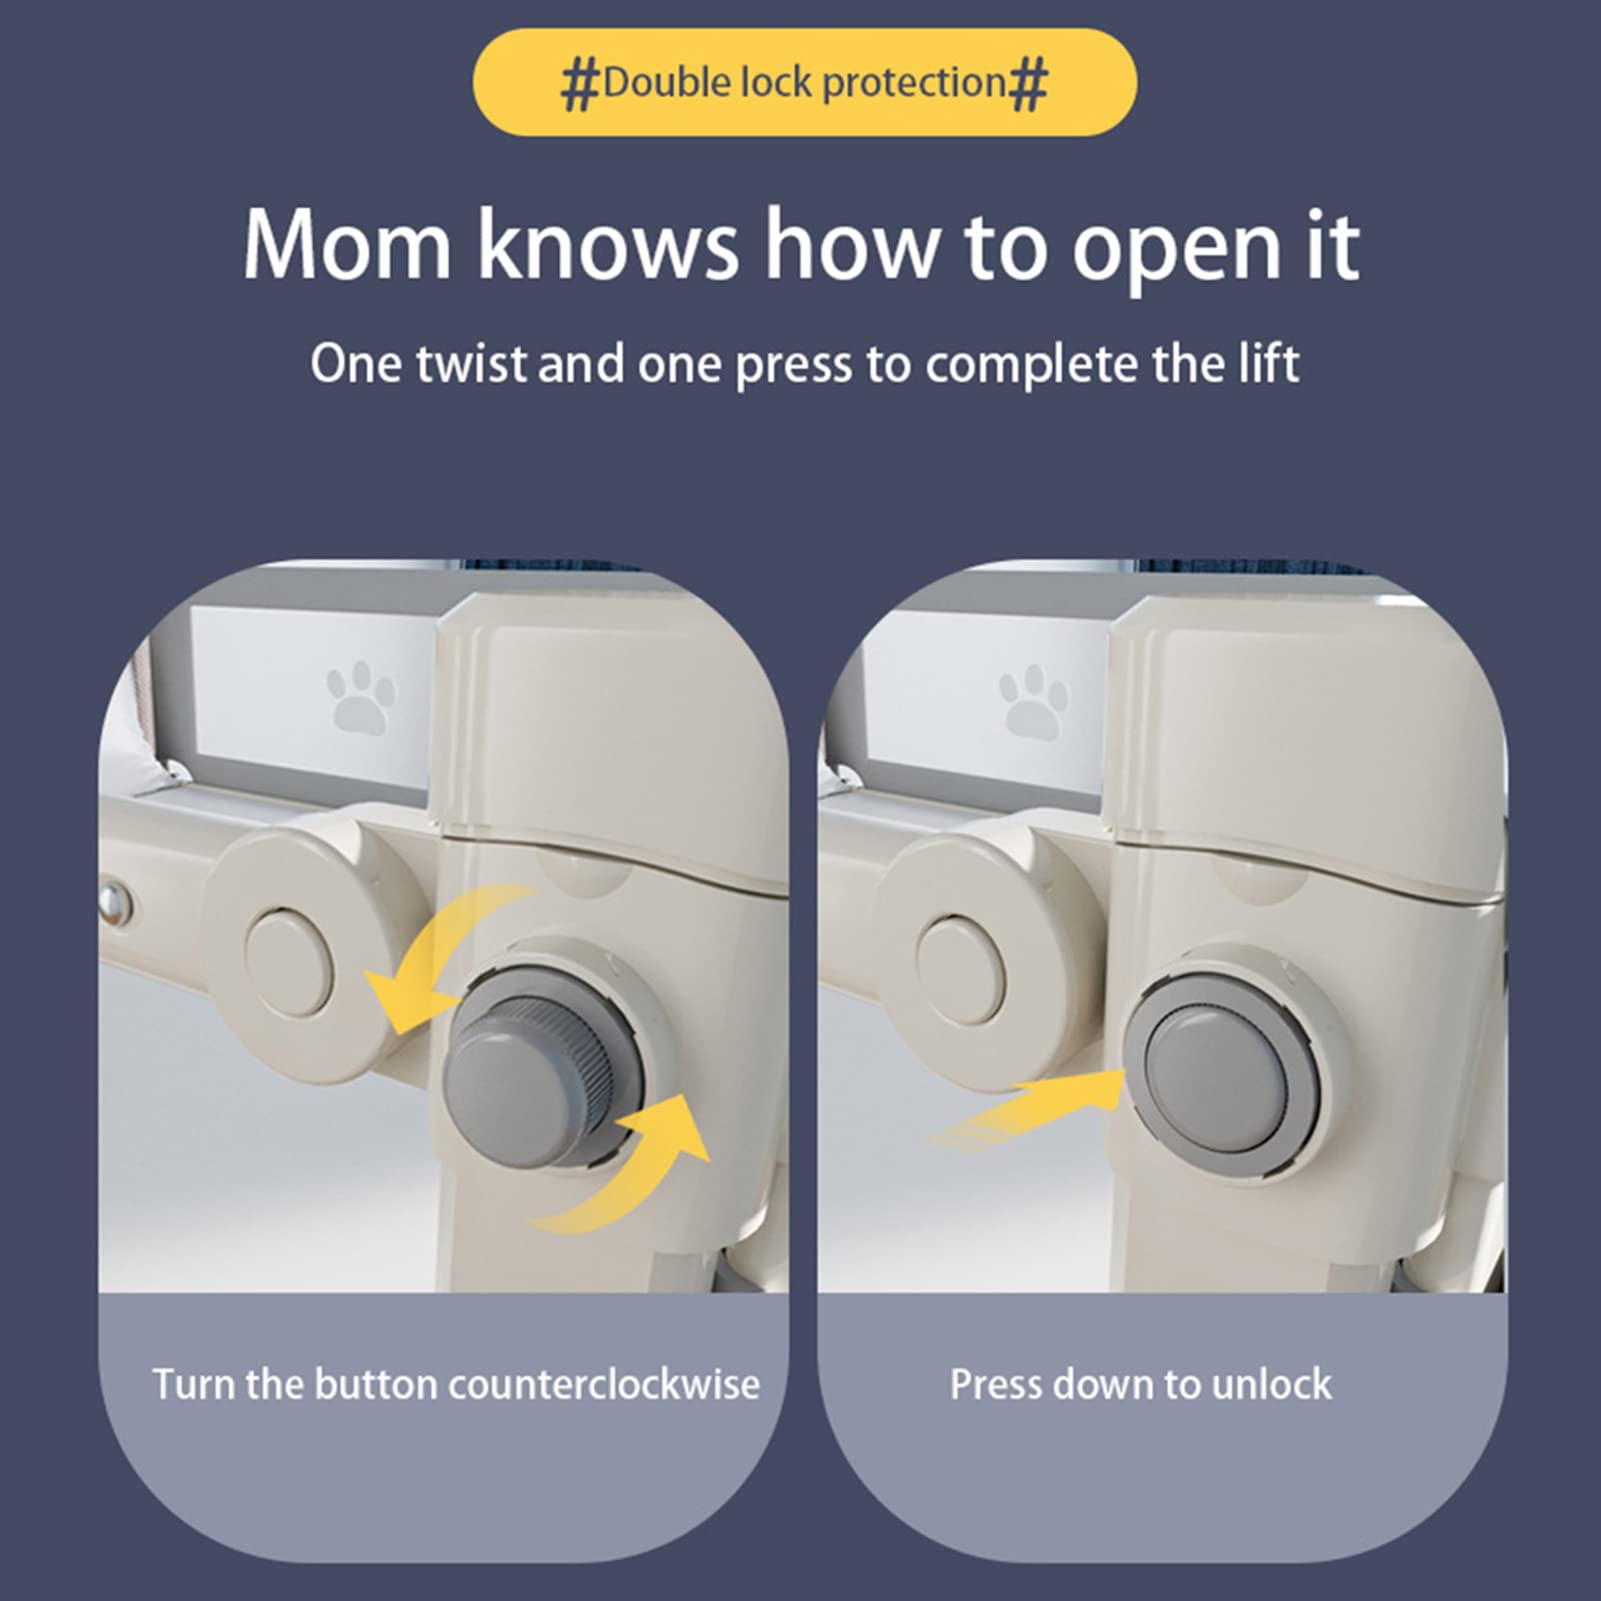 #Double lock protection#
Mom knows how to open it
One twist and one press to complete the lift
Turn the button counterclockwise
Press down to unlock